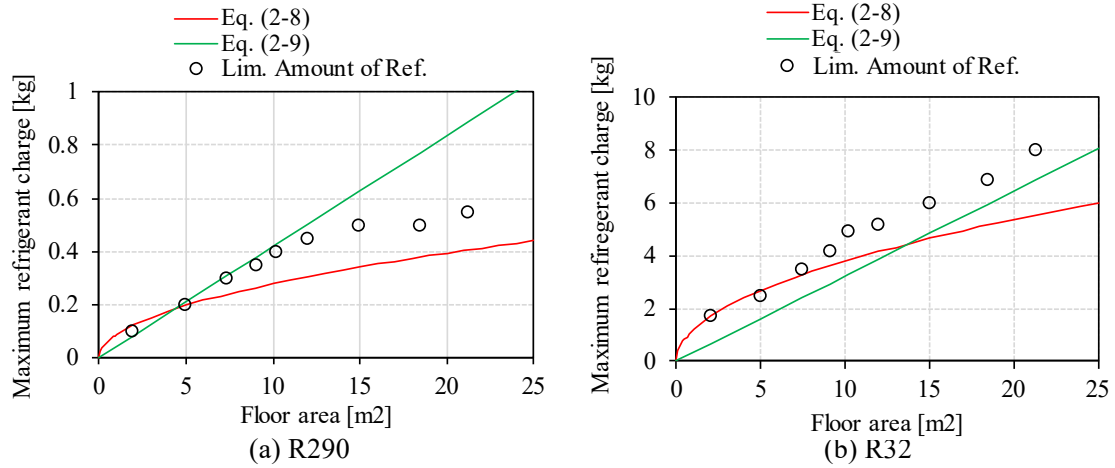 Eq. (2-8)
Eq. (2-9)
Lim. Amount of Ref.
Maximum refrigerant charge [kg]
1
0.8
0.6
0.4
0.2
0
0 5 10 15 20 25
Floor area [m2]
(a) R290
Eq. (2-8)
Eq. (2-9)
Lim. Amount of Ref.
Maximum refiregerant charge [kg]
10
8
6
4
2
0
0 5 10 15 20 25
Floor area [m2]
(b) R32